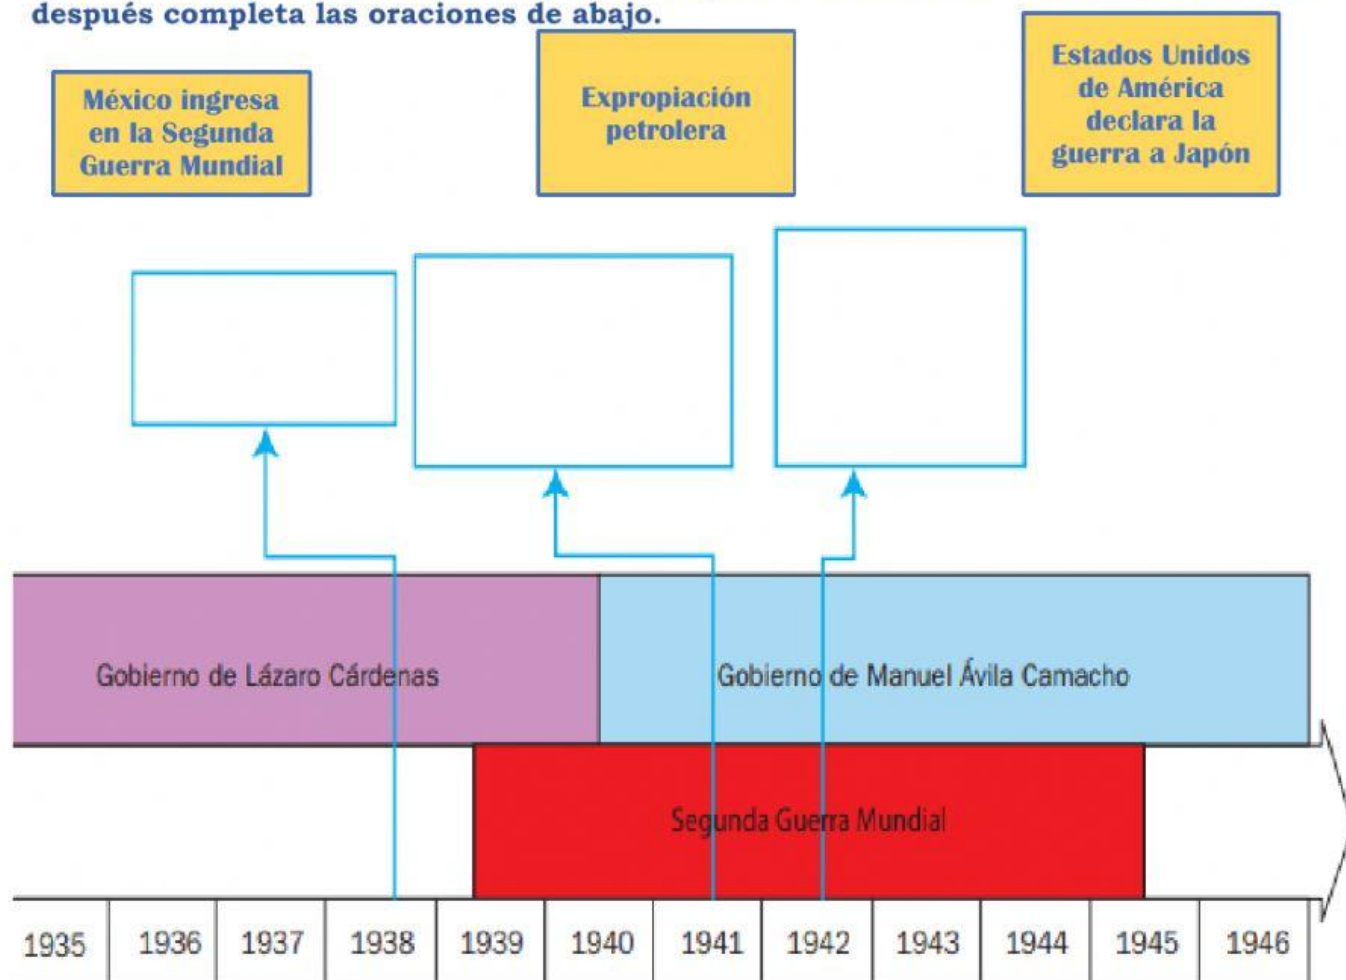 después completa las oraciones de abajo.
México ingresa
en la Segunda
Guerra Mundial
Expropiación
petrolera
Estados Unidos
de América
declara la
guerra a Japón
Gobierno de Lázaro Cárdenas
Gobierno de Manuel Ávila Camacho
Segunda Guerra Mundial
1935 1936 1937 1938 1939 1940 1941 1942 1943 1944 1945 1946